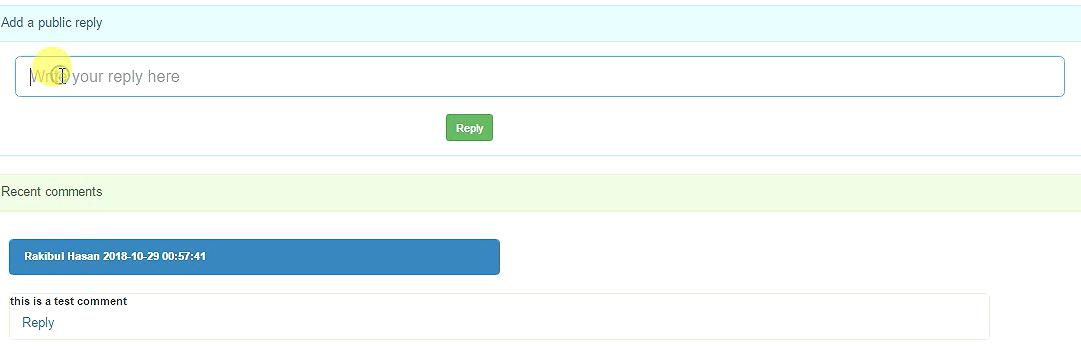 Add a public reply
Write your reply here
Reply
Recent comments
Rakibul Hasan 2018-10-29 00:57:41
this is a test comment
Reply